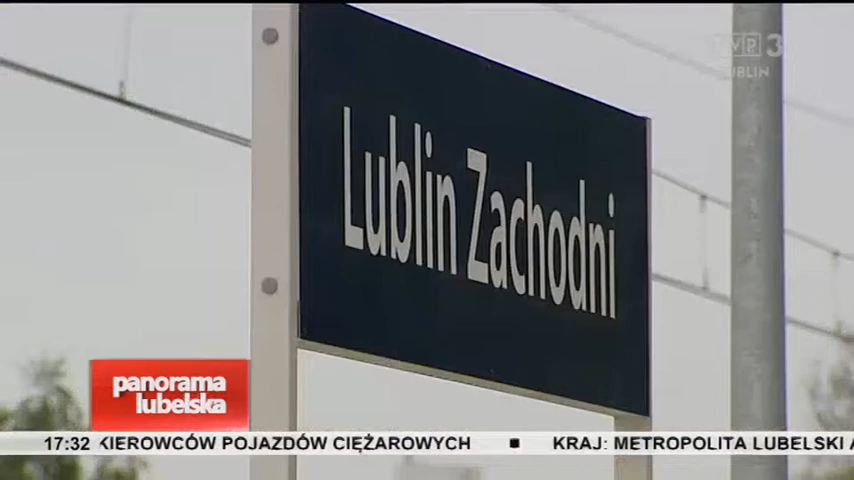 TVP 3
LUBLIN
Lublin Zachodni
panorama
lubelska
17:32 KIEROWCÓW POJAZDÓW CIĘŻAROWYCH ■ KRAJ: METROPOLITA LUBELSKI A